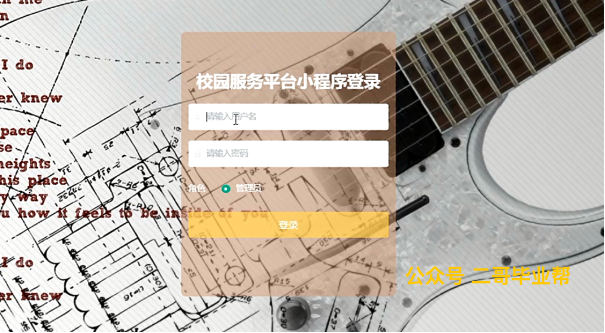 校园服务平台小程序登录
请输入用户名
请输入密码
角色 管理员
登录
I do
er knew
pace
se
heights
his place
ry way
u how it feels to be inside of you
I do
er knew
公众号 二哥毕业帮